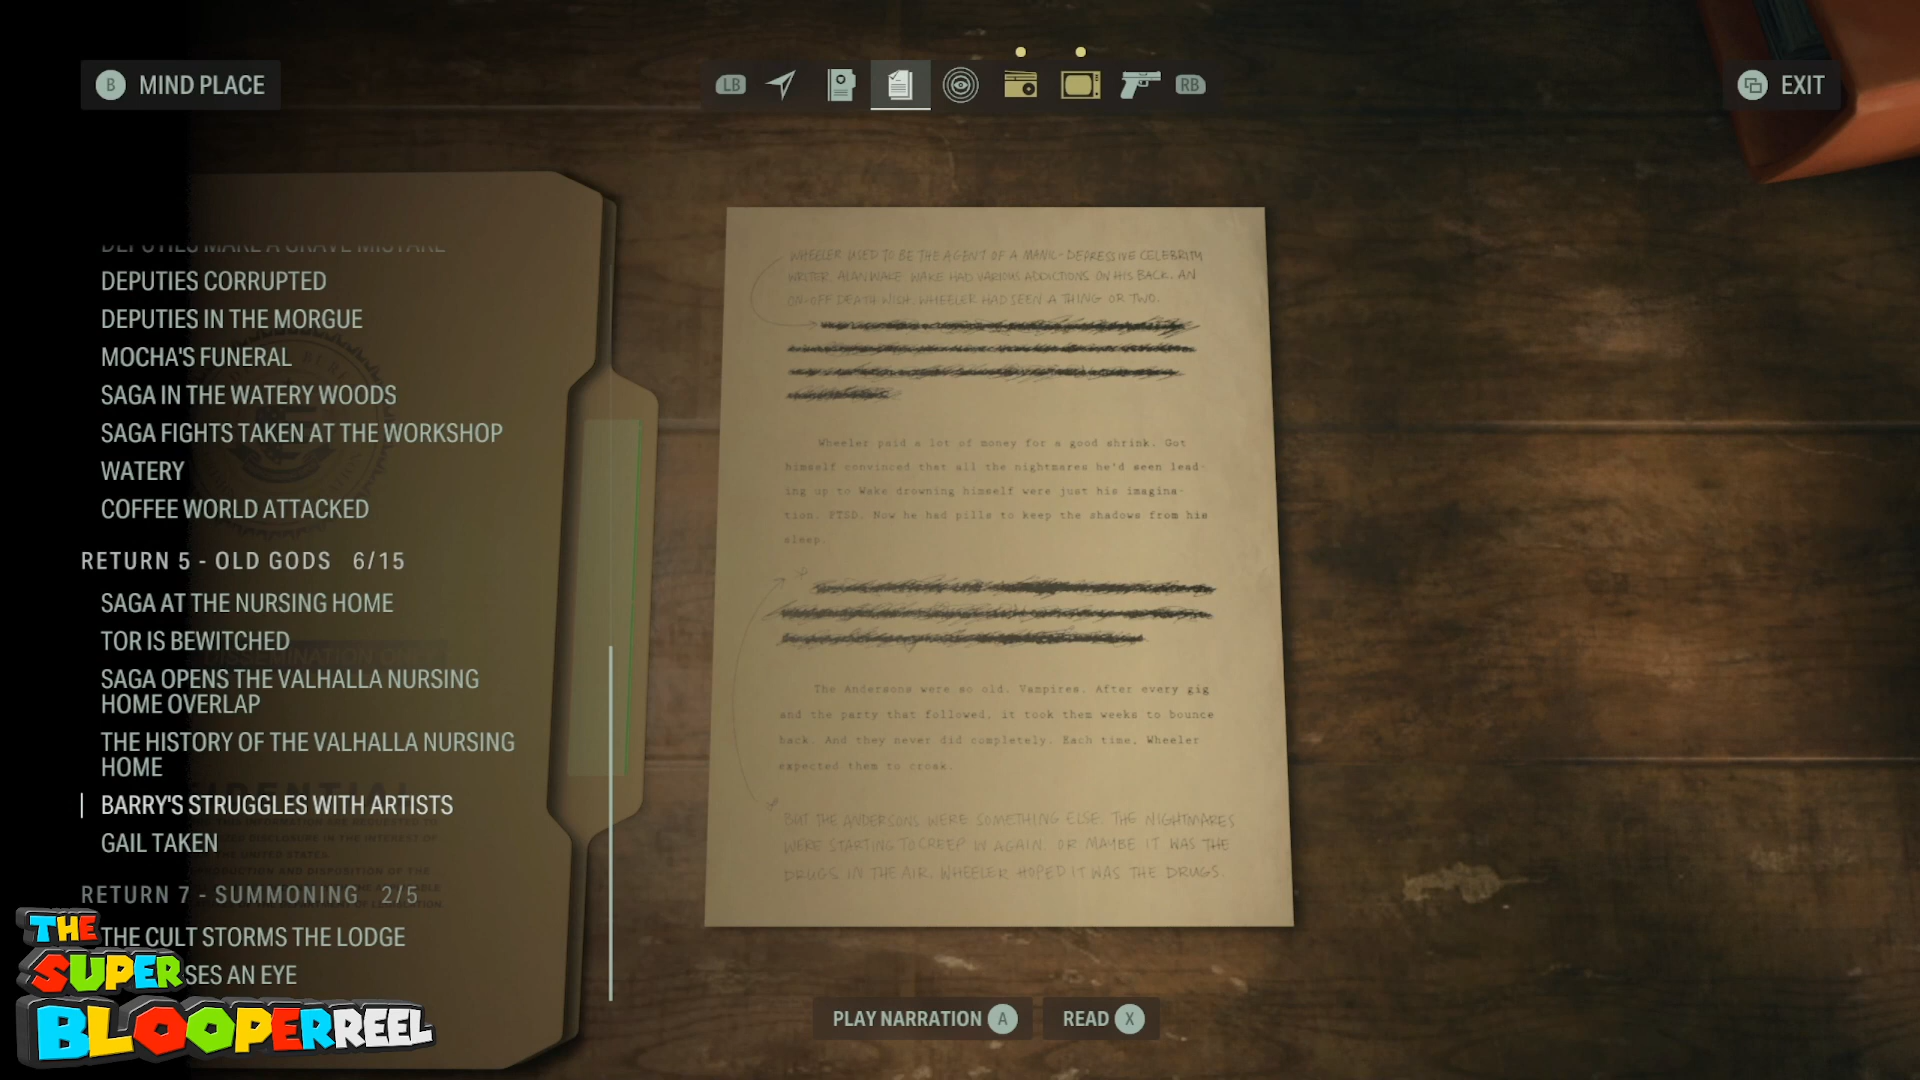 B MIND PLACE
LB
RB
EXIT
DEPUTIES MAKE A GRAVE MISTAKE
DEPUTIES CORRUPTED
DEPUTIES IN THE MORGUE
MOCHA'S FUNERAL
SAGA IN THE WATERY WOODS
SAGA FIGHTS TAKEN AT THE WORKSHOP
WATERY
COFFEE WORLD ATTACKED
RETURN 5 - OLD GODS 6/15
SAGA AT THE NURSING HOME
TOR IS BEWITCHED
SAGA OPENS THE VALHALLA NURSING
HOME OVERLAP
THE HISTORY OF THE VALHALLA NURSING
HOME
BARRY'S STRUGGLES WITH ARTISTS
GAIL TAKEN
RETURN 7 - SUMMONING 2/5
THE CULT STORMS THE LODGE
SES AN EYE
WHEELER USED TO BE THE AGENT OF A MANIC-DEPRESSIVE CELEBRITY
WRITER, ALAN WAKE. WAKE HAD VARIOUS ADDICTIONS ON HIS BACK, AN
ON-OFF DEATH WISH. WHEELER HAD SEEN A THING OR TWO.
Wheeler paid a lot of money for a good shrink. Got
himself convinced that all the nightmares he'd seen lead-
ing up to Wake drowning himself were just his imagina-
tion. PTSD. Now he had pills to keep the shadows from his
sleep.
The Andersons were so old. Vampires. After every gig
and the party that followed, it took them weeks to bounce
back. And they never did completely. Each time, Wheeler
expected them to croak.
BUT THE ANDERSONS WERE SOMETHING ELSE. THE NIGHTMARES
WERE STARTING TO CREEP IN AGAIN. OR MAYBE IT WAS THE
DRUGS IN THE AIR. WHEELER HOPED IT WAS THE DRUGS.
PLAY NARRATION A
READ X
THE
SUPER
BLOOPERREEL